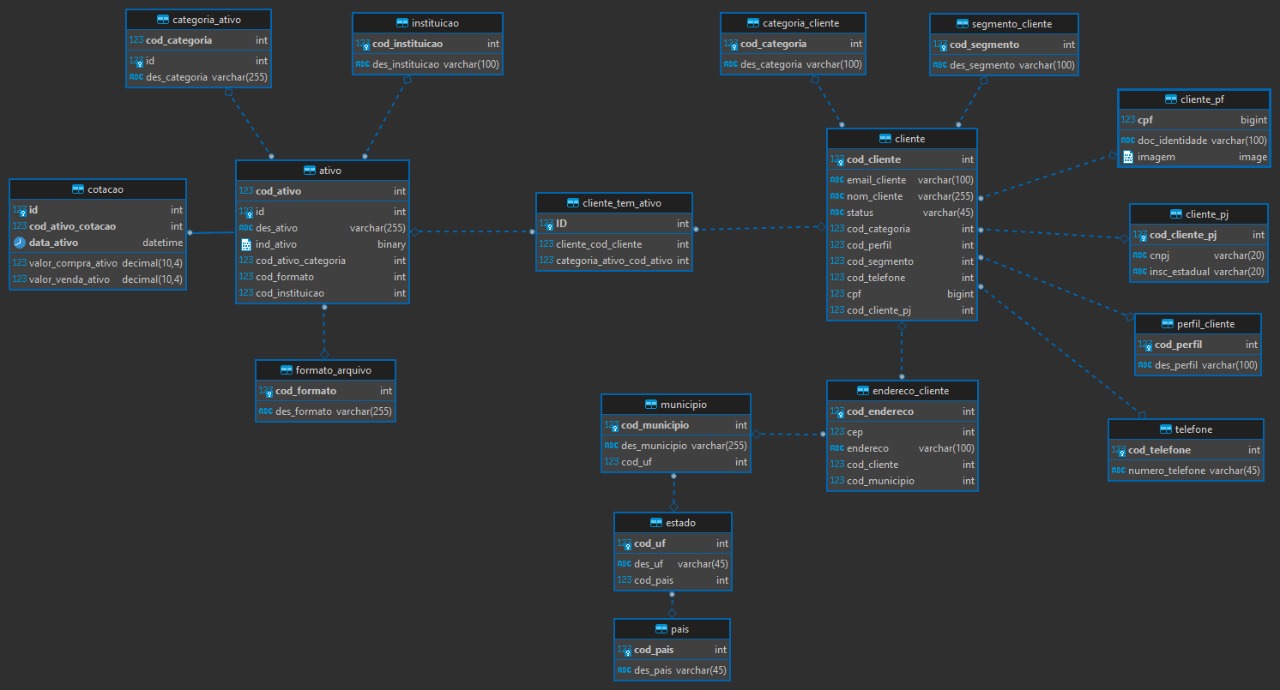 categoria_ativo
123 cod_categoria int
123 id int
ABC des_categoria varchar(255)
instituicao
123 cod_instituicao int
ABC des_instituicao varchar(100)
categoria_cliente
123 cod_categoria int
ABC des_categoria varchar(100)
segmento_cliente
123 cod_segmento int
ABC des_segmento varchar(100)
cliente_pf
123 cpf bigint
ABC doc_identidade varchar(100)
imagem image
cotacao
123 id int
123 cod_ativo_cotacao int
data_ativo datetime
123 valor_compra_ativo decimal(10,4)
123 valor_venda_ativo decimal(10,4)
ativo
123 cod_ativo int
123 id int
ABC des_ativo varchar(255)
ind_ativo binary
123 cod_ativo_categoria int
123 cod_formato int
123 cod_instituicao int
cliente_tem_ativo
123 ID int
123 cliente_cod_cliente int
123 categoria_ativo_cod_ativo int
cliente
123 cod_cliente int
ABC email_cliente varchar(100)
ABC nom_cliente varchar(255)
ABC status varchar(45)
123 cod_categoria int
123 cod_perfil int
123 cod_segmento int
123 cod_telefone int
123 cpf bigint
123 cod_cliente_pj int
cliente_pj
123 cod_cliente_pj int
ABC cnpj varchar(20)
ABC insc_estadual varchar(20)
perfil_cliente
123 cod_perfil int
ABC des_perfil varchar(100)
formato_arquivo
123 cod_formato int
ABC des_formato varchar(255)
municipio
123 cod_municipio int
ABC des_municipio varchar(255)
123 cod_uf int
endereco_cliente
123 cod_endereco int
123 cep int
ABC endereco varchar(100)
123 cod_cliente int
123 cod_municipio int
telefone
123 cod_telefone int
ABC numero_telefone varchar(45)
estado
123 cod_uf int
ABC des_uf varchar(45)
123 cod_pais int
pais
123 cod_pais int
ABC des_pais varchar(45)